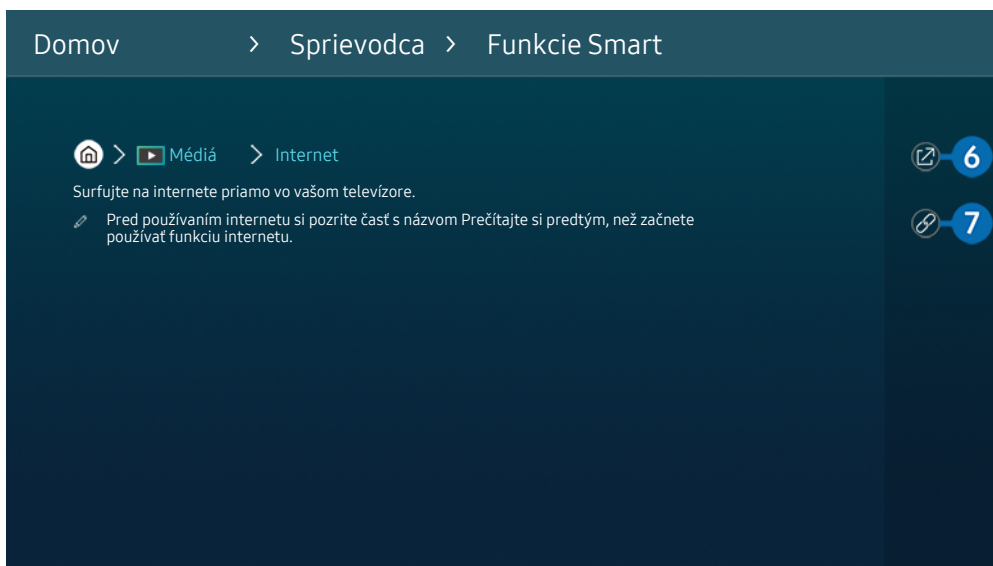 Domov > Sprievodca > Funkcie Smart
> Médiá > Internet
6
Surfujte na internete priamo vo vašom televízore.
Pred používaním internetu si pozrite časť s názvom Prečítajte si predtým, než začnete
používať funkciu internetu.
7